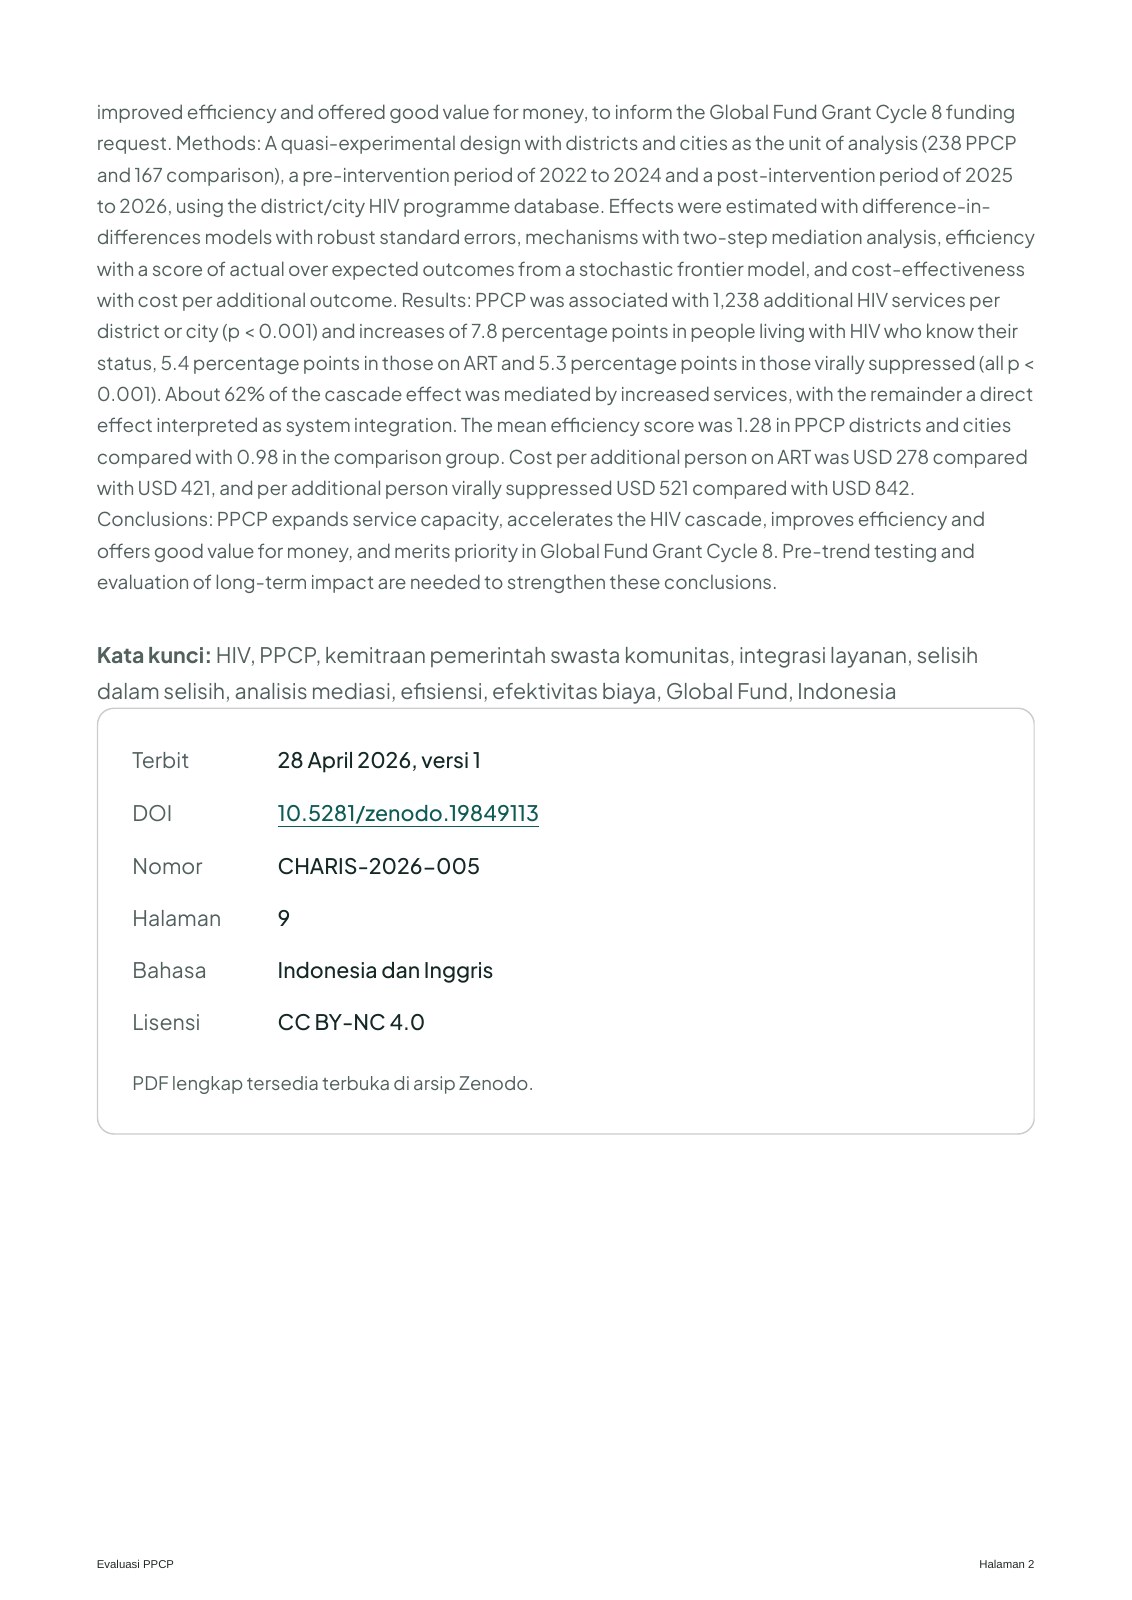 improved efficiency and offered good value for money, to inform the Global Fund Grant Cycle 8 funding
request. Methods: A quasi-experimental design with districts and cities as the unit of analysis (238 PPCP
and 167 comparison), a pre-intervention period of 2022 to 2024 and a post-intervention period of 2025
to 2026, using the district/city HIV programme database. Effects were estimated with difference-in-
differences models with robust standard errors, mechanisms with two-step mediation analysis, efficiency
with a score of actual over expected outcomes from a stochastic frontier model, and cost-effectiveness
with cost per additional outcome. Results: PPCP was associated with 1,238 additional HIV services per
district or city (p < 0.001) and increases of 7.8 percentage points in people living with HIV who know their
status, 5.4 percentage points in those on ART and 5.3 percentage points in those virally suppressed (all p <
0.001). About 62% of the cascade effect was mediated by increased services, with the remainder a direct
effect interpreted as system integration. The mean efficiency score was 1.28 in PPCP districts and cities
compared with 0.98 in the comparison group. Cost per additional person on ART was USD 278 compared
with USD 421, and per additional person virally suppressed USD 521 compared with USD 842.
Conclusions: PPCP expands service capacity, accelerates the HIV cascade, improves efficiency and
offers good value for money, and merits priority in Global Fund Grant Cycle 8. Pre-trend testing and
evaluation of long-term impact are needed to strengthen these conclusions.
Kata kunci: HIV, PPCP, kemitraan pemerintah swasta komunitas, integrasi layanan, selisih
dalam selisih, analisis mediasi, efisiensi, efektivitas biaya, Global Fund, Indonesia
Terbit 28 April 2026, versi 1
DOI 10.5281/zenodo.19849113
Nomor CHARIS-2026-005
Halaman 9
Bahasa Indonesia dan Inggris
Lisensi CC BY-NC 4.0
PDF lengkap tersedia terbuka di arsip Zenodo.
Evaluasi PPCP Halaman 2